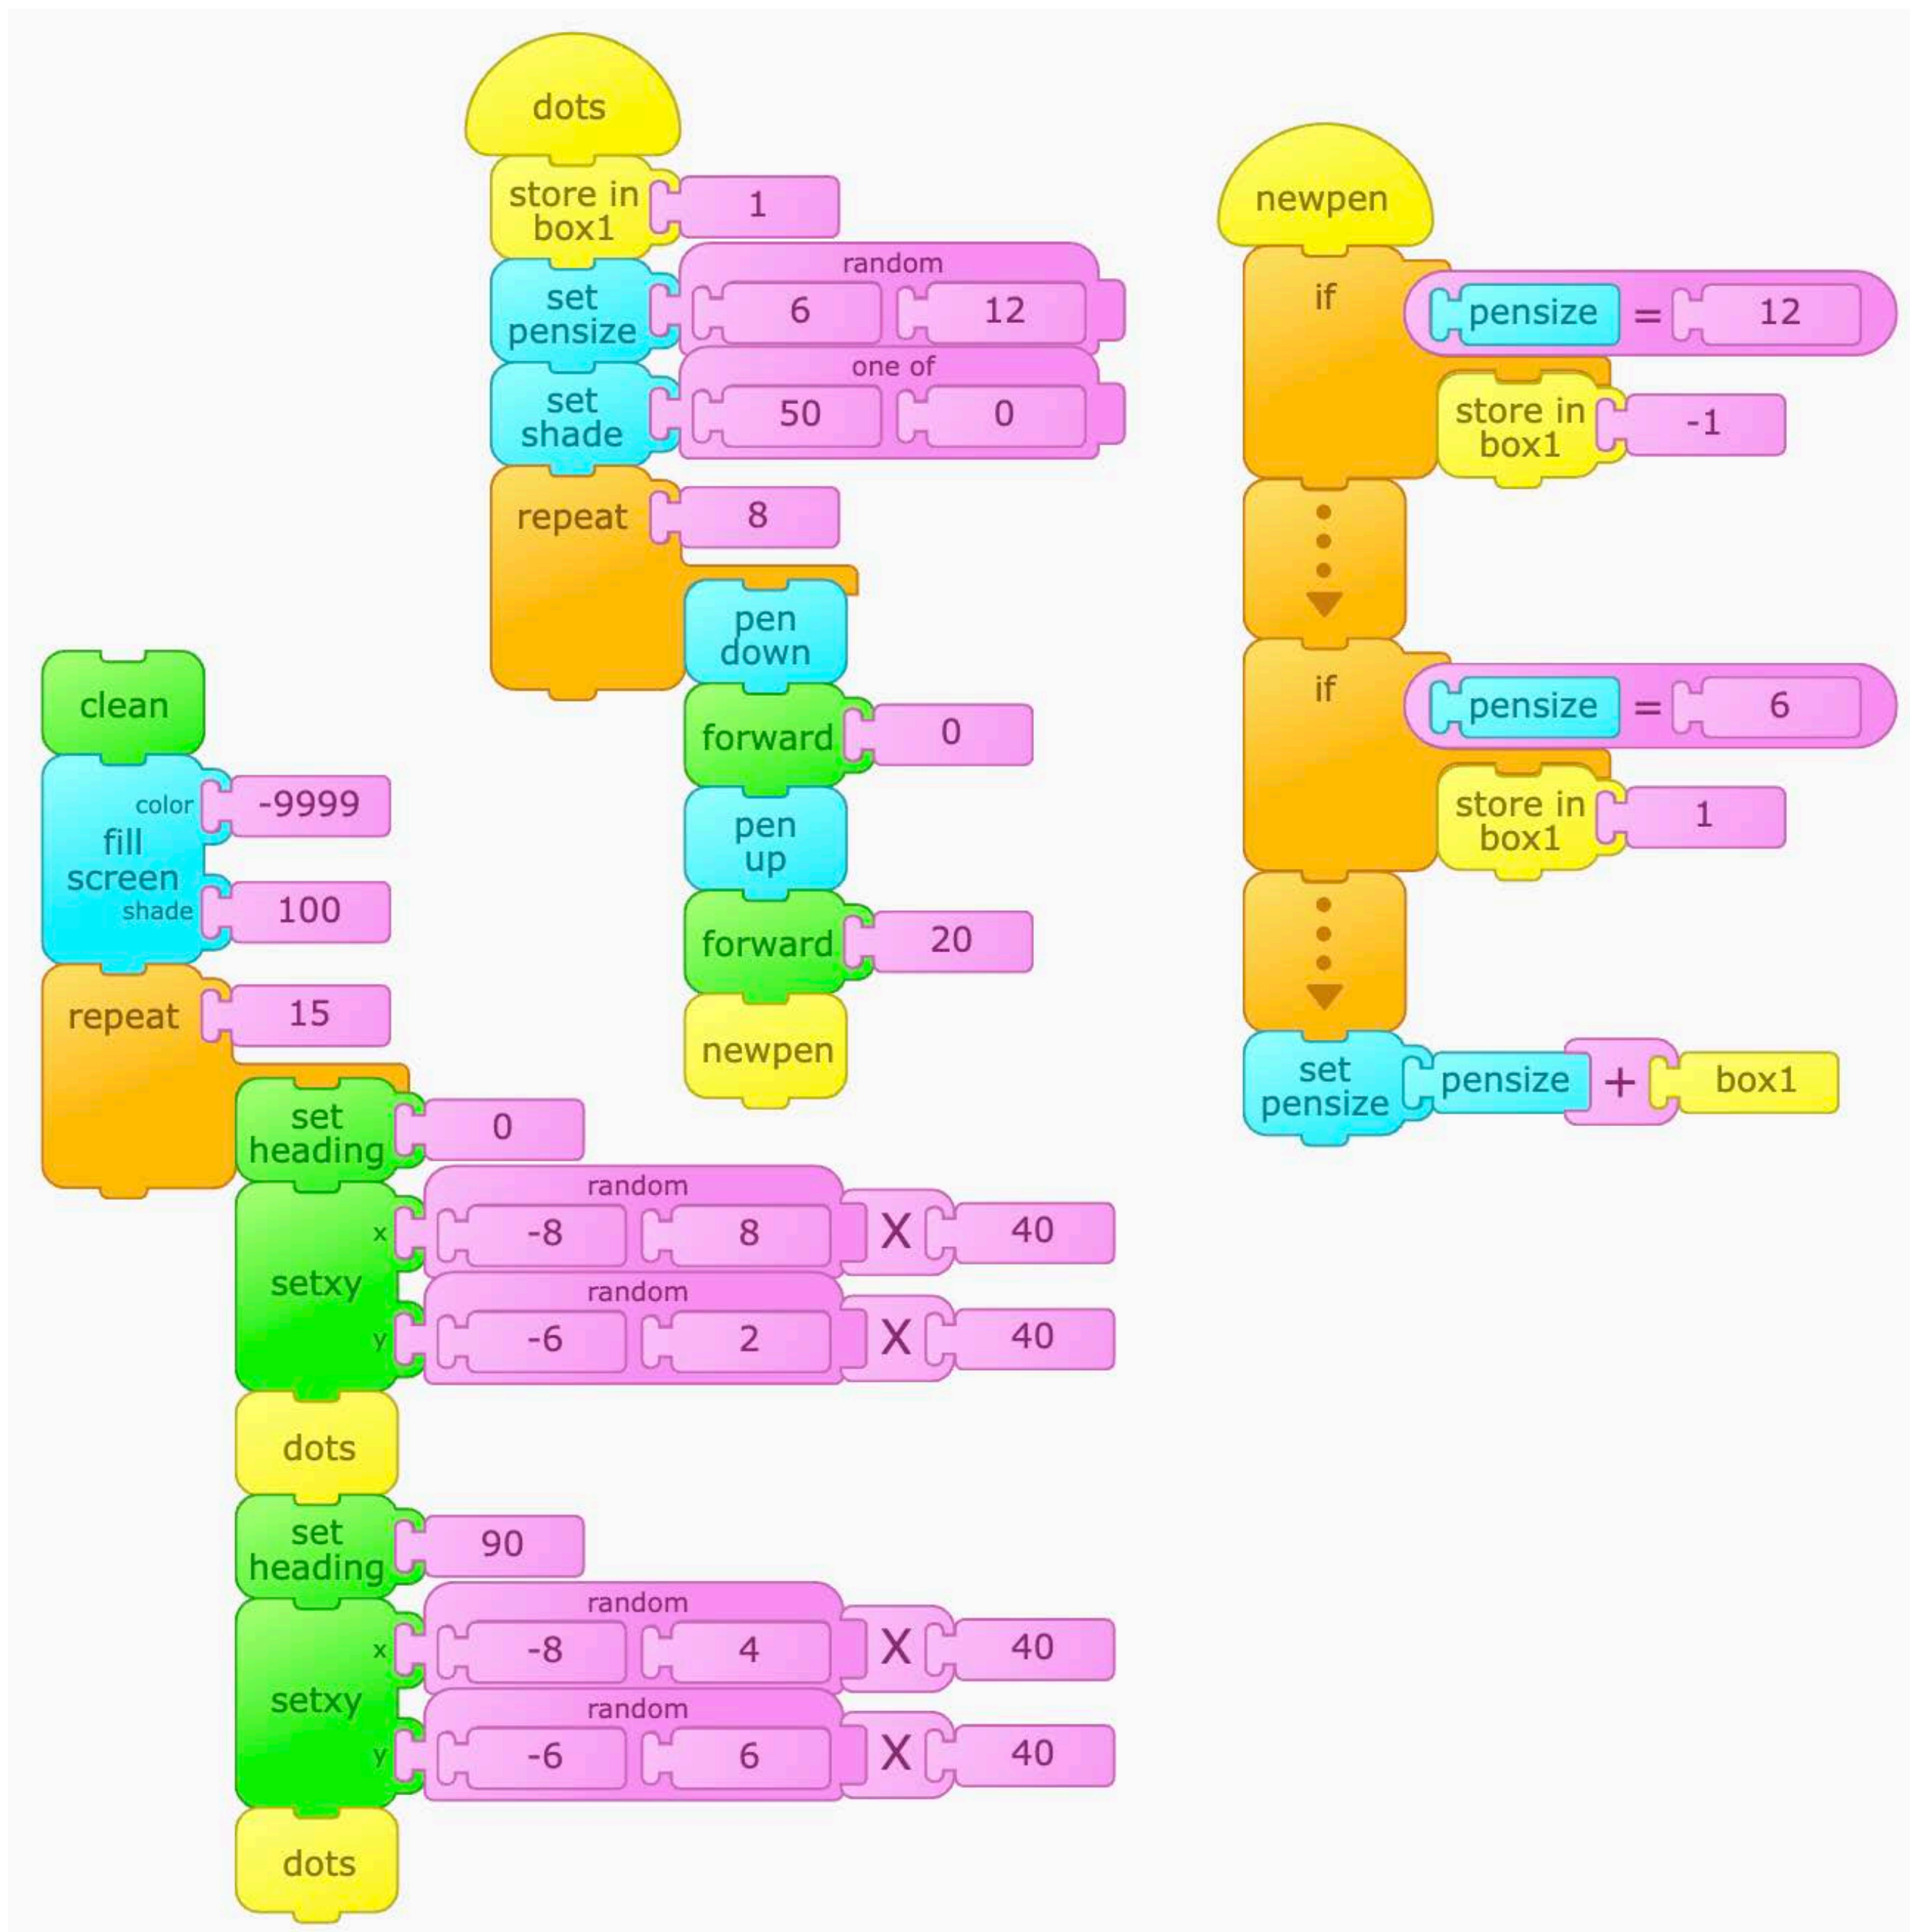 dots
store in
box1
1
set
pensize
random
6 12
set
shade
one of
50 0
repeat 8
pen
down
forward 0
pen
up
forward 20
newpen
newpen
if pensize = 12
store in
box1
-1
if pensize = 6
store in
box1
1
set
pensize
pensize + box1
clean
color -9999
fill
screen
shade 100
repeat 15
set
heading
0
random
x -8 8 X 40
setxy
random
y -6 2 X 40
dots
set
heading
90
random
x -8 4 X 40
setxy
random
y -6 6 X 40
dots